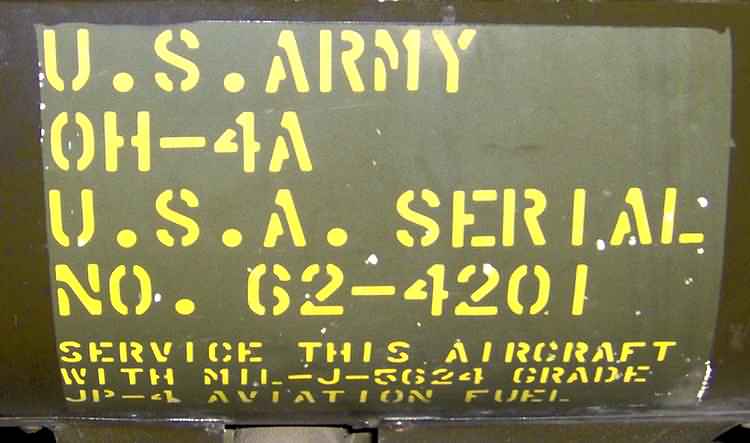 U.S.ARMY
OH-4A
U.S.A. SERIAL
NO. 62-4201
SERVICE THIS AIRCRAFT
WITH MIL-J-5624 GRADE
JP-4 AVIATION FUEL